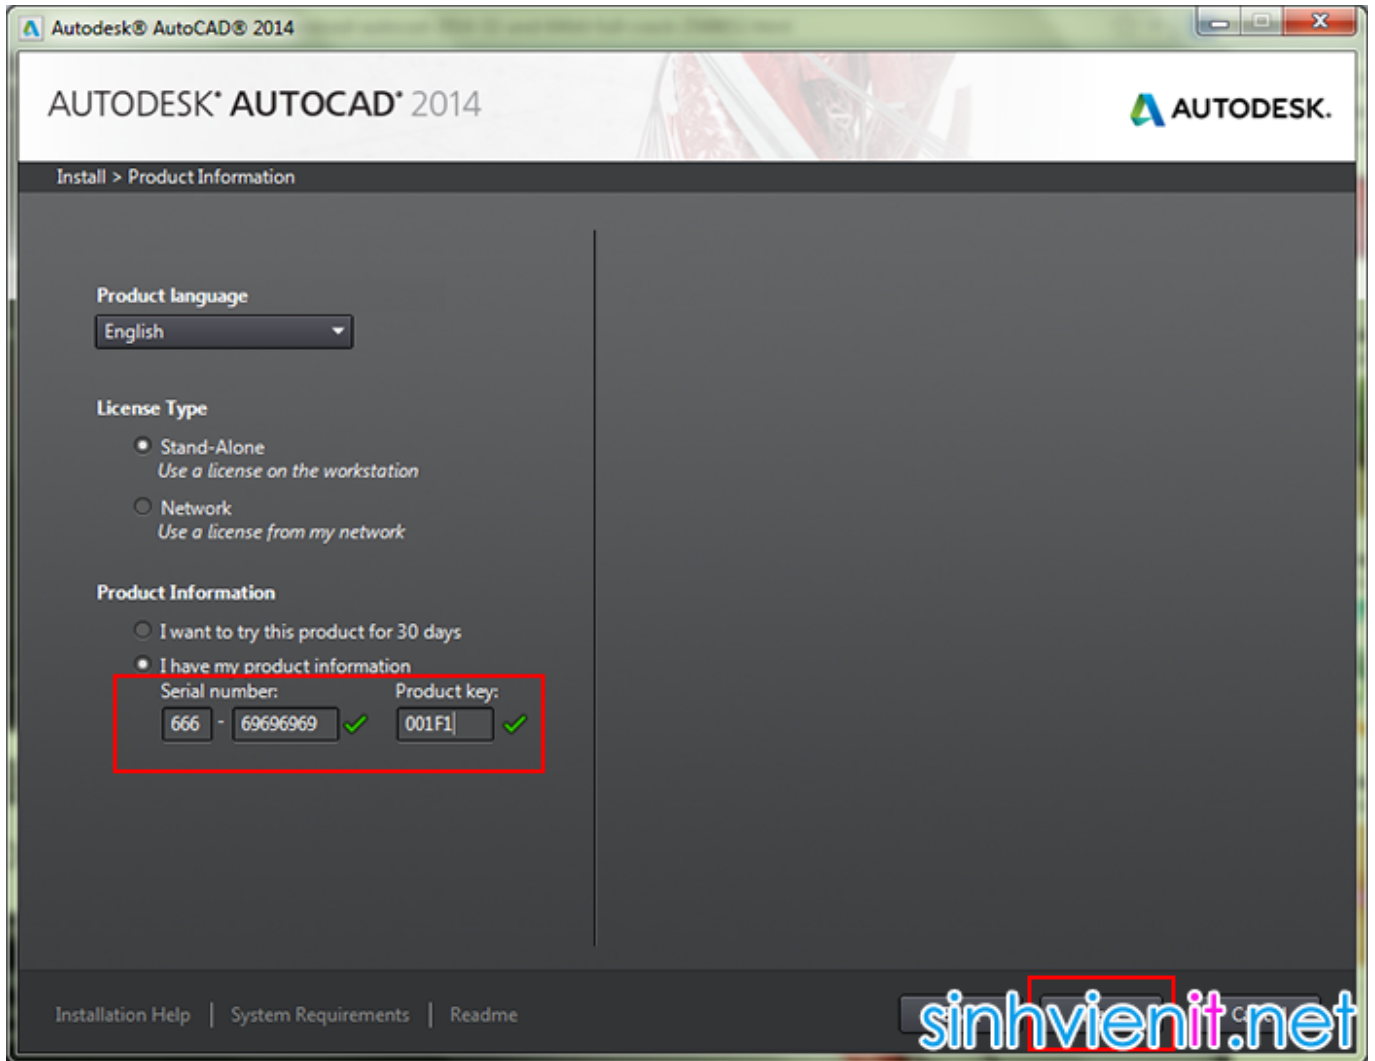 Autodesk® AutoCAD® 2014
AUTODESK® AUTOCAD® 2014
AUTODESK.
Install > Product Information
Product language
English
License Type
Stand-Alone
Use a license on the workstation
Network
Use a license from my network
Product Information
I want to try this product for 30 days
I have my product information
Serial number: Product key:
666 - 69696969 001F1
Installation Help | System Requirements | Readme
sinhvienit.net